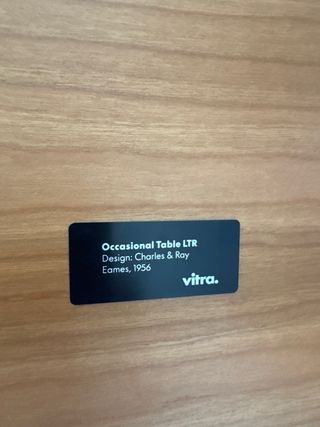 Occasional Table LTR
Design: Charles & Ray
Eames, 1956
vitra.